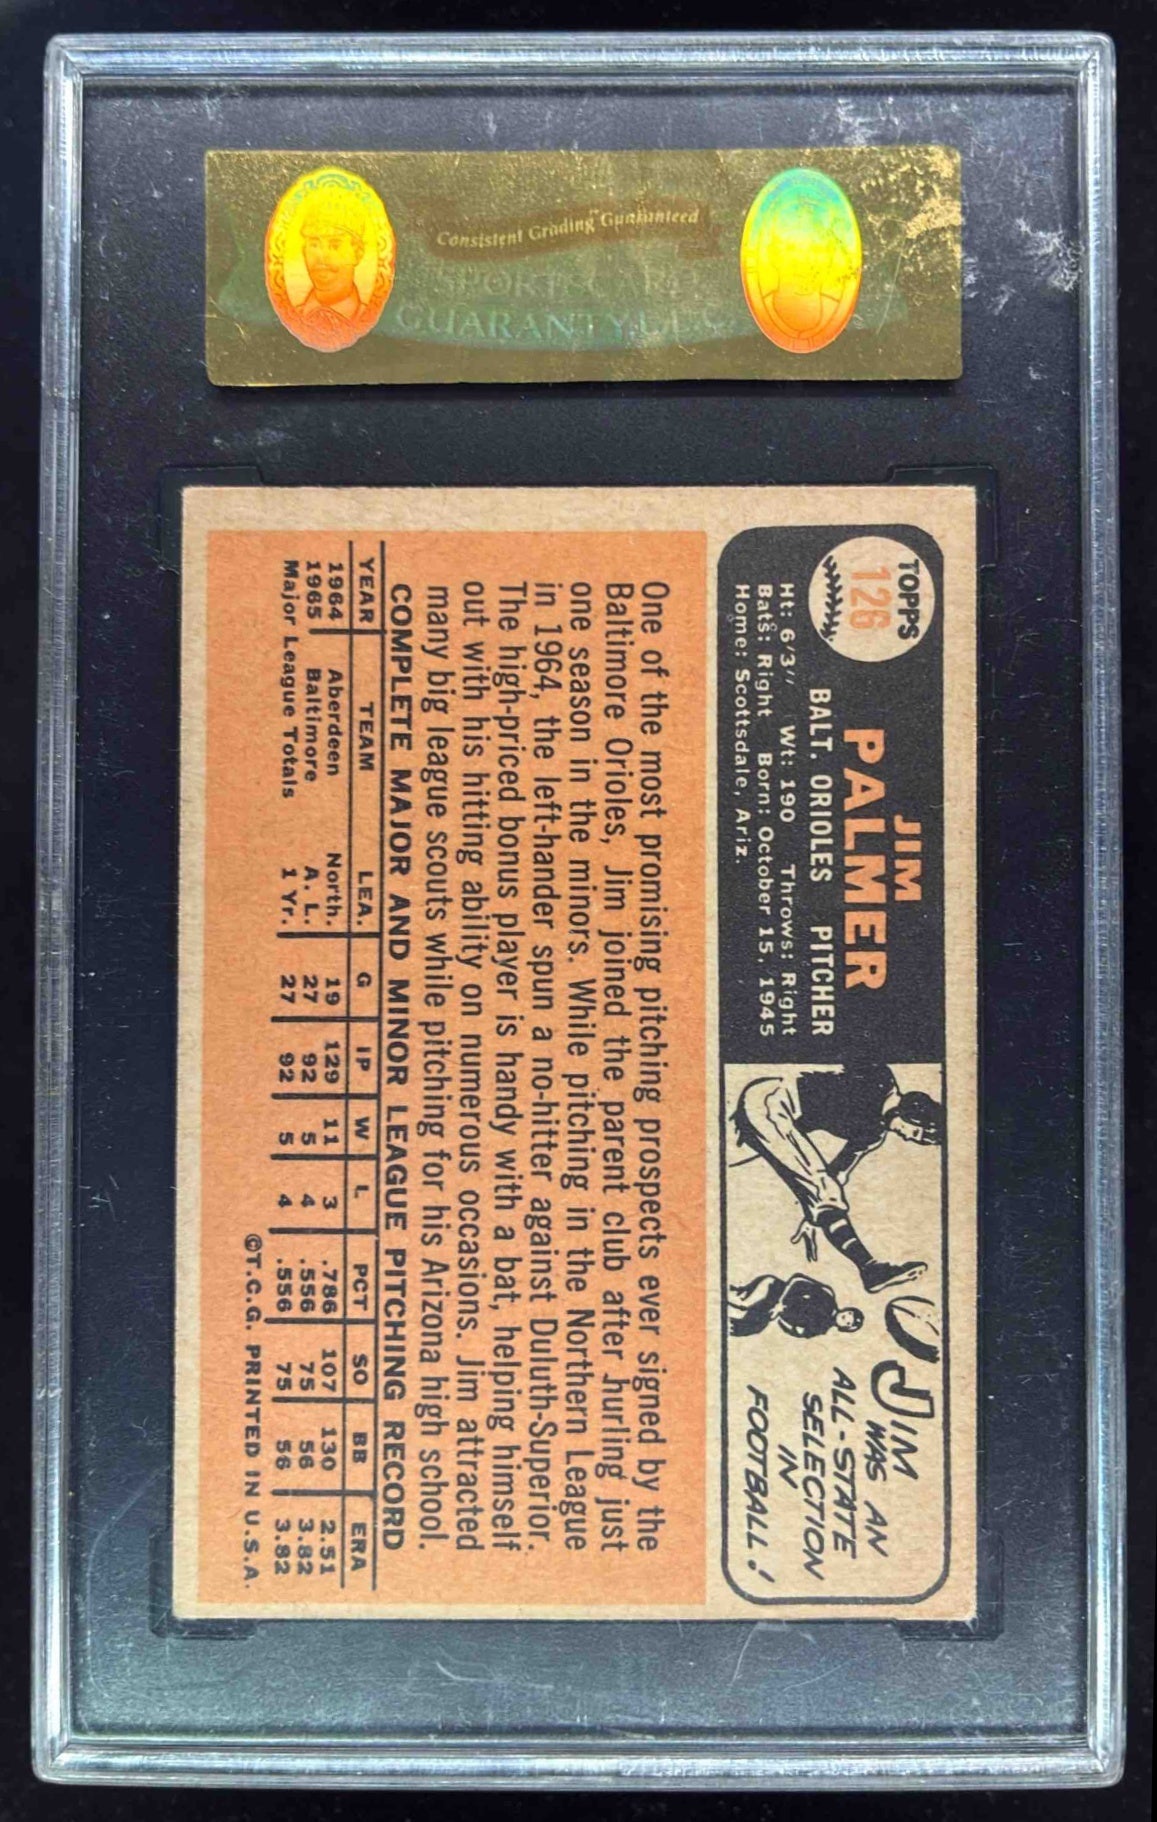 Consistent Grading™ Guaranteed
SPORTSCARD
GUARANTY, LLC
TOPPS
126
JIM
PALMER
BALT. ORIOLES PITCHER
Ht: 6'3" Wt: 190 Throws: Right
Bats: Right Born: October 15, 1945
Home: Scottsdale, Ariz.
JIM
WAS AN
ALL-STATE
SELECTION
IN
FOOTBALL!
One of the most promising pitching prospects ever signed by the
Baltimore Orioles, Jim joined the parent club after hurling just
one season in the minors. While pitching in the Northern League
in 1964, the left-hander spun a no-hitter against Duluth-Superior.
The high-priced bonus player is handy with a bat, helping himself
out with his hitting ability on numerous occasions. Jim attracted
many big league scouts while pitching for his Arizona high school.
COMPLETE MAJOR AND MINOR LEAGUE PITCHING RECORD
YEAR TEAM LEA. G IP W L PCT SO BB ERA
1964 Aberdeen North. 19 129 11 3 .786 107 130 2.51
1965 Baltimore A. L. 27 92 5 4 .556 75 56 3.82
Major League Totals 1 Yr. 27 92 5 4 .556 75 56 3.82
©T.C.G. PRINTED IN U.S.A.